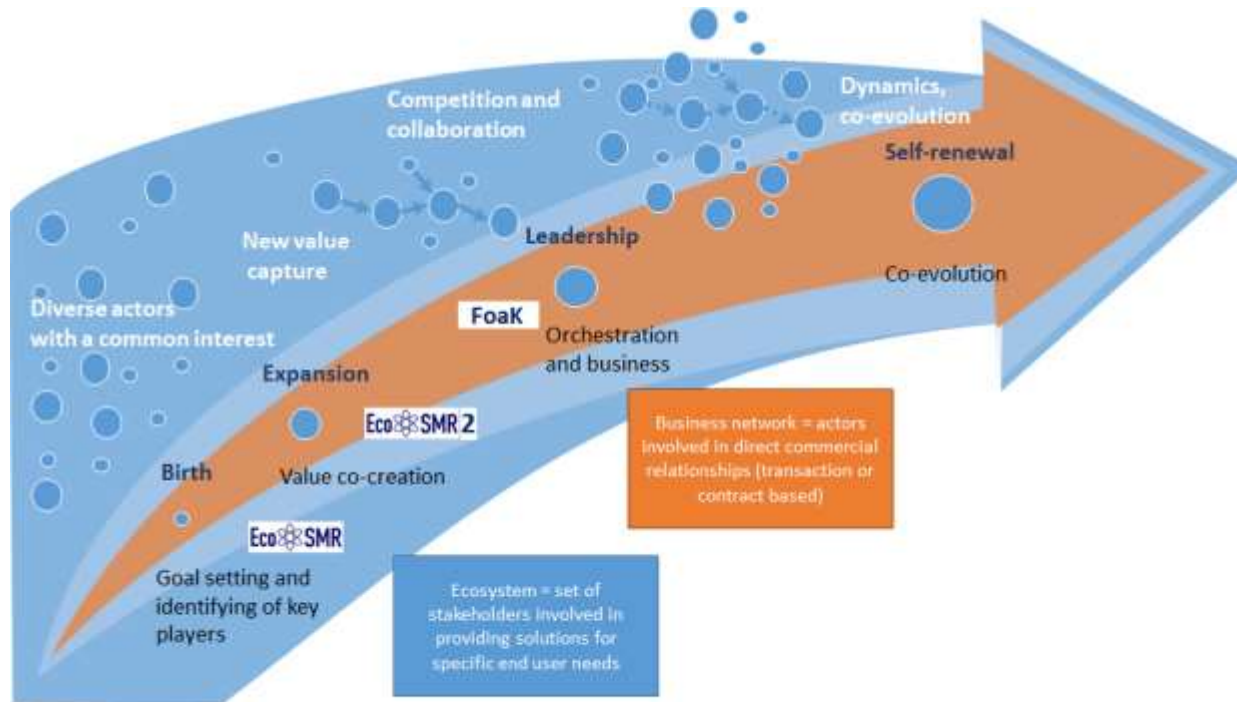 Competition and
collaboration
Dynamics,
co-evolution
Self-renewal
New value
capture
Leadership
Co-evolution
Diverse actors
with a common interest
FoaK
Orchestration
and business
Expansion
Eco SMR 2
Business network = actors
involved in direct commercial
relationships (transaction or
contract based)
Birth
Value co-creation
Eco SMR
Goal setting and
identifying of key
players
Ecosystem = set of
stakeholders involved in
providing solutions for
specific end user needs